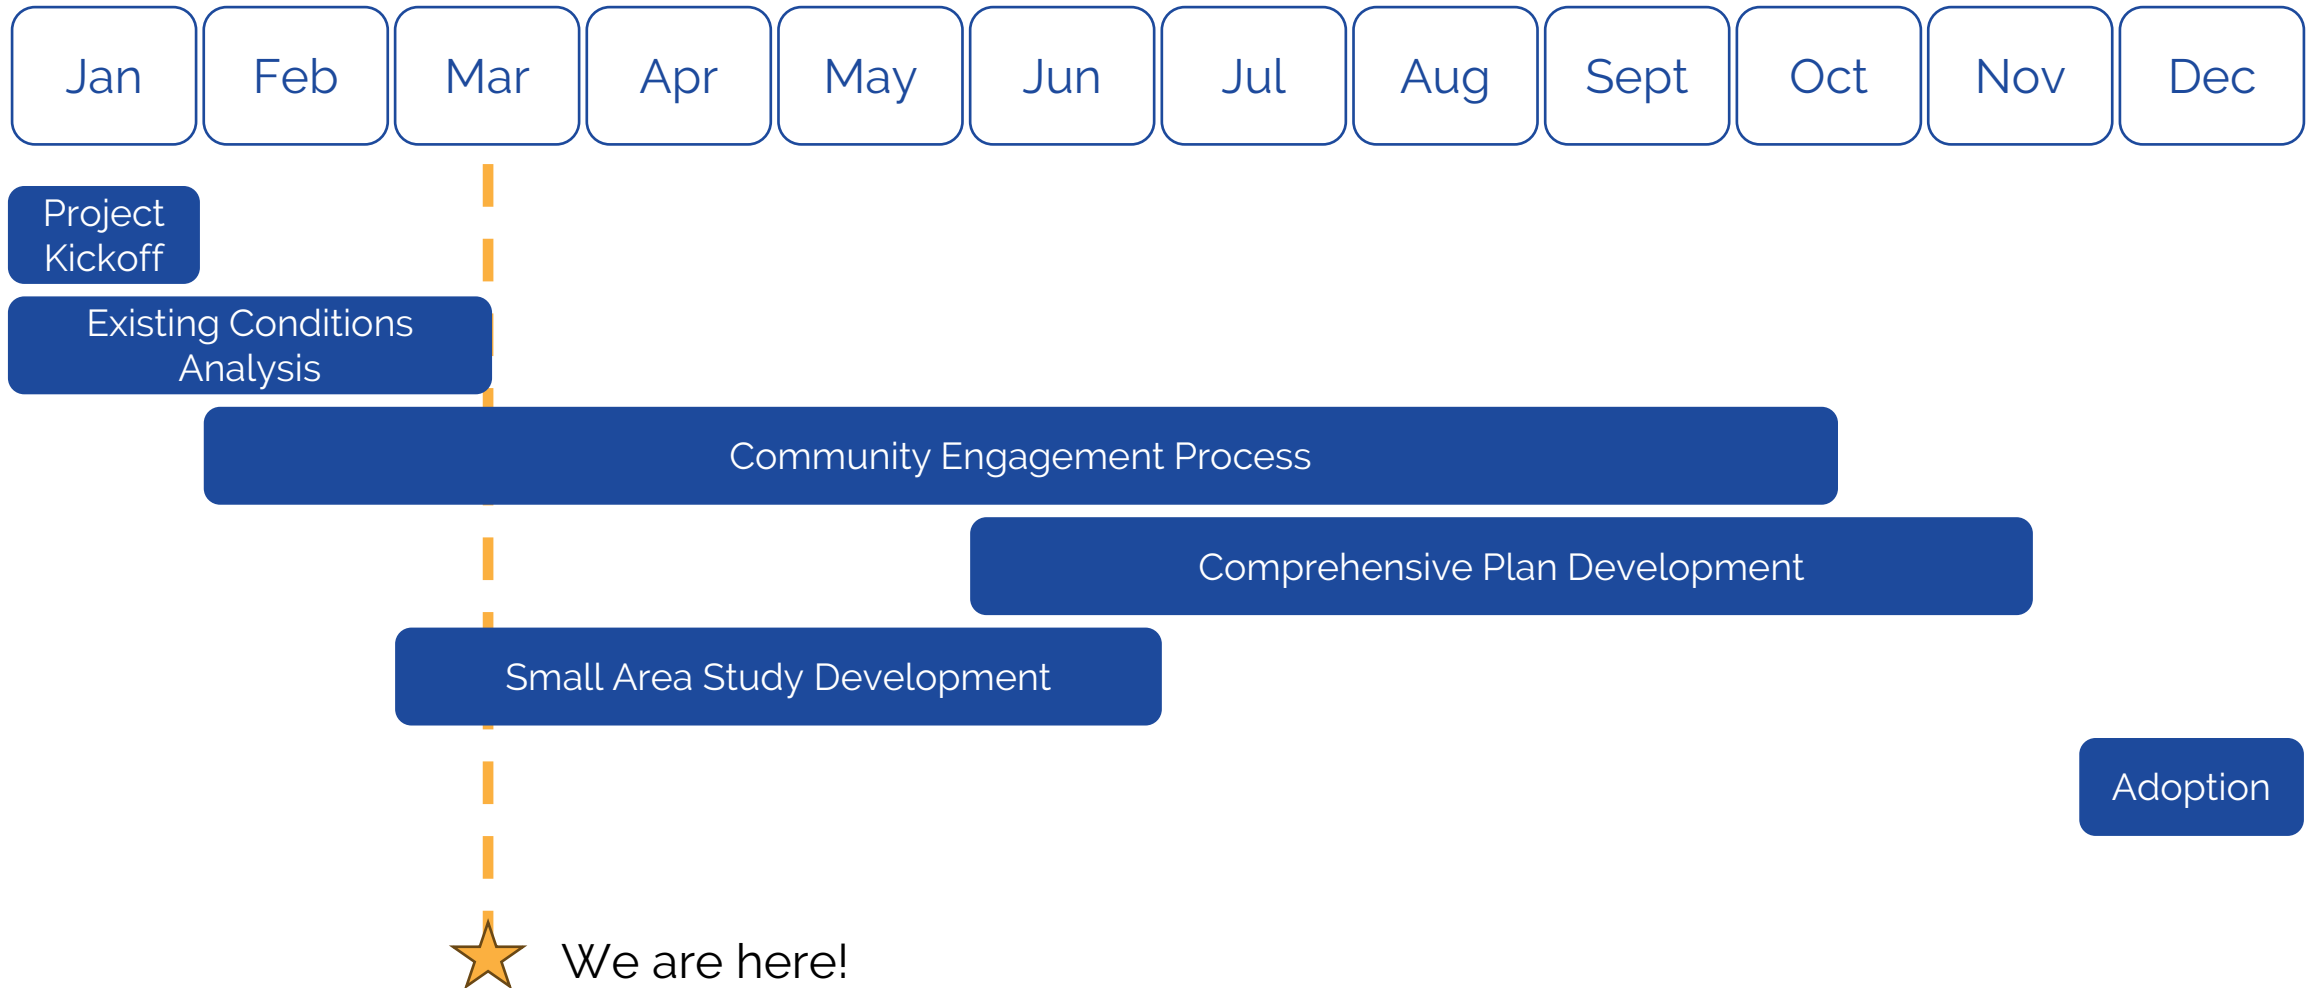 Jan
Feb
Mar
Apr
May
Jun
Jul
Aug
Sept
Oct
Nov
Dec
Project
Kickoff
Existing Conditions
Analysis
Community Engagement Process
Comprehensive Plan Development
Small Area Study Development
Adoption
We are here!